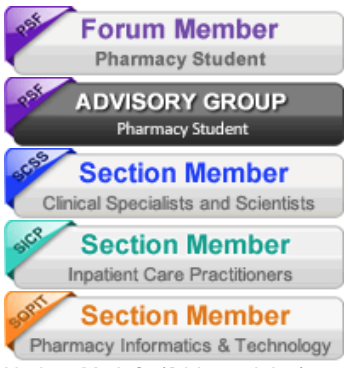 PSF
Forum Member
Pharmacy Student
PSF
ADVISORY GROUP
Pharmacy Student
SCSS
Section Member
Clinical Specialists and Scientists
SICP
Section Member
Inpatient Care Practitioners
SOPIT
Section Member
Pharmacy Informatics & Technology